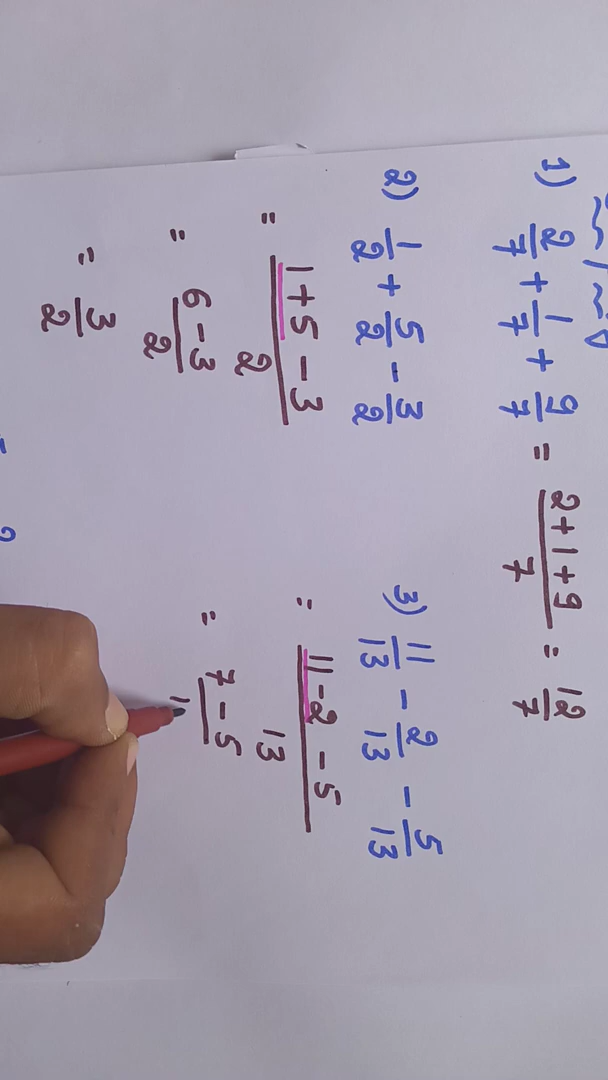 1) 2/7 + 1/7 + 9/7 = (2+1+9)/7 = 12/7
2) 1/2 + 5/2 - 3/2
= (1+5-3)/2
= (6-3)/2
= 3/2
3) 11/13 - 2/13 - 5/13
= (11-2-5)/13
= (7-5)/1